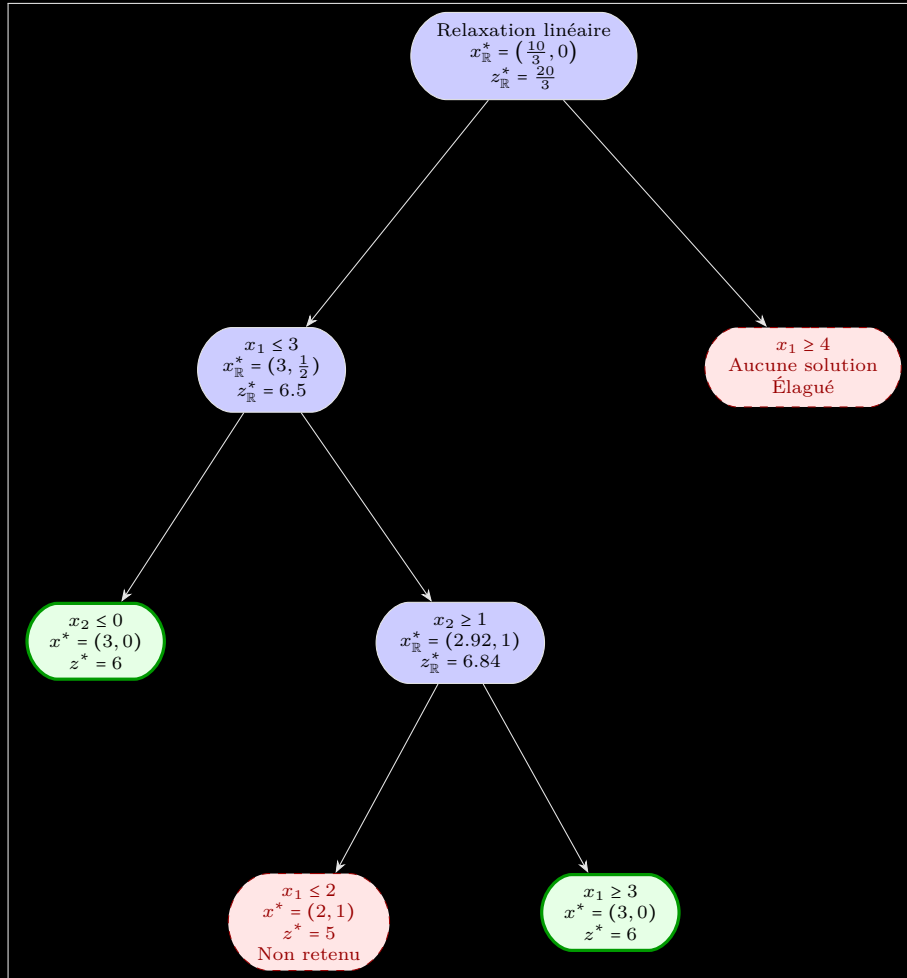 Relaxation linéaire
x*ℝ = (10/3, 0)
z*ℝ = 20/3
x₁ ≤ 3
x*ℝ = (3, 1/2)
z*ℝ = 6.5
x₁ ≥ 4
Aucune solution
Élagué
x₂ ≤ 0
x* = (3, 0)
z* = 6
x₂ ≥ 1
x*ℝ = (2.92, 1)
z*ℝ = 6.84
x₁ ≤ 2
x* = (2, 1)
z* = 5
Non retenu
x₁ ≥ 3
x* = (3, 0)
z* = 6